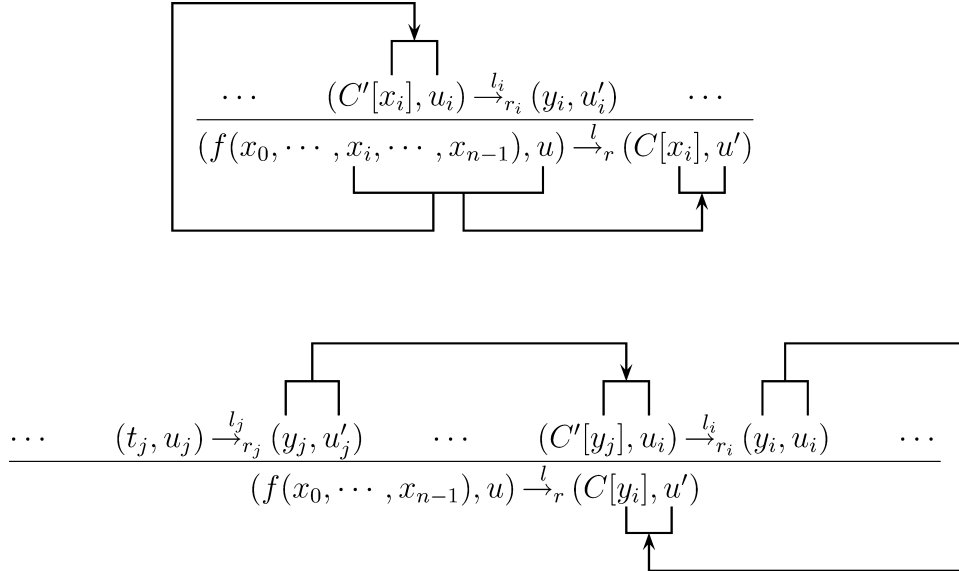 ⋯ (C′[x_i], u_i) →^{l_i}_{r_i} (y_i, u′_i) ⋯
(f(x_0, ⋯ , x_i, ⋯ , x_{n−1}), u) →^{l}_{r} (C[x_i], u′)
⋯ (t_j, u_j) →^{l_j}_{r_j} (y_j, u′_j) ⋯ (C′[y_j], u_i) →^{l_i}_{r_i} (y_i, u_i) ⋯
(f(x_0, ⋯ , x_{n−1}), u) →^{l}_{r} (C[y_i], u′)